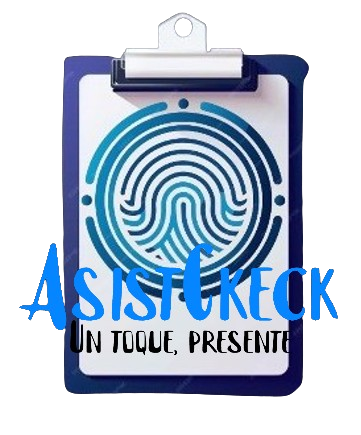 AsistCkeck
Un toque, presente